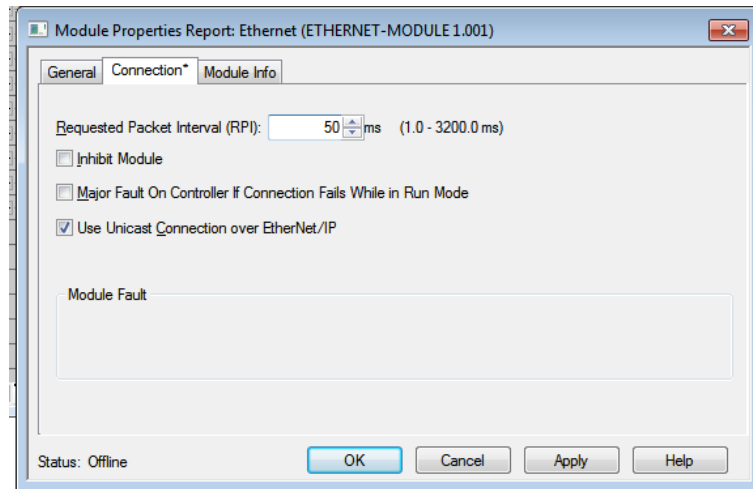 Module Properties Report: Ethernet (ETHERNET-MODULE 1.001)
General Connection* Module Info
Requested Packet Interval (RPI): 50 ms (1.0 - 3200.0 ms)
Inhibit Module
Major Fault On Controller If Connection Fails While in Run Mode
Use Unicast Connection over EtherNet/IP
Module Fault
Status: Offline OK Cancel Apply Help